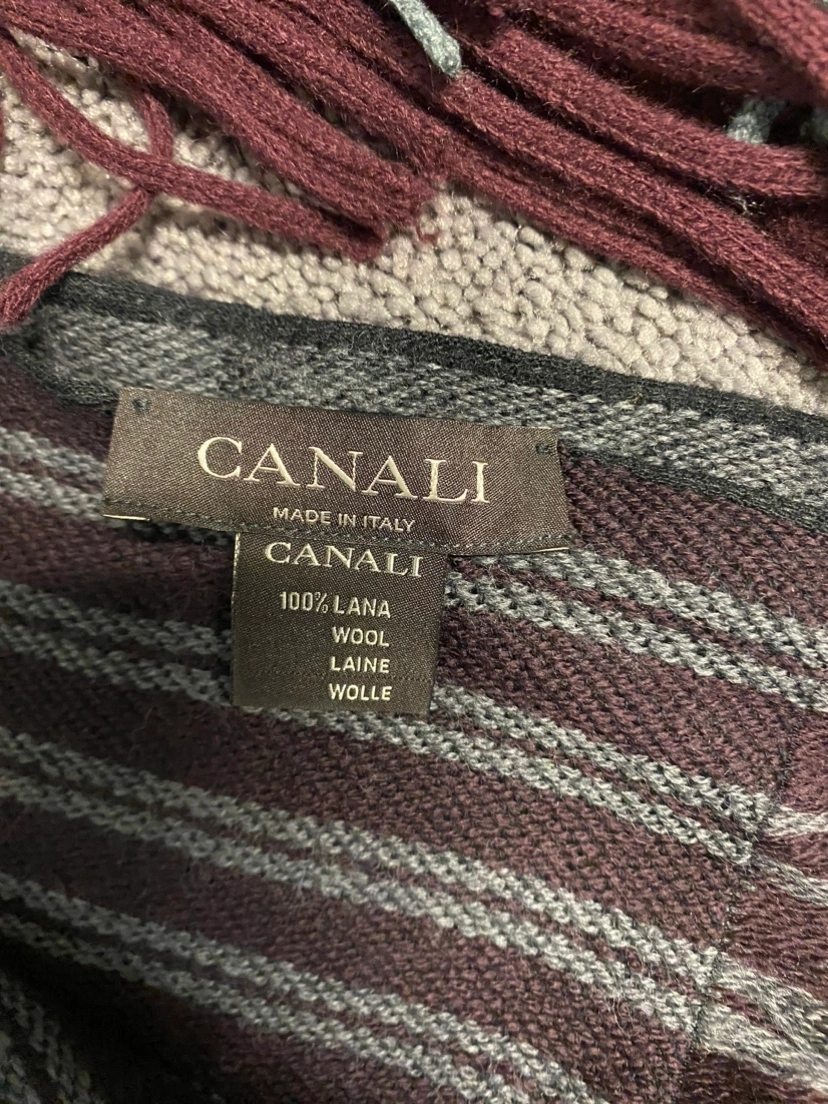 CANALI
MADE IN ITALY
CANALI
100% LANA
WOOL
LAINE
WOLLE